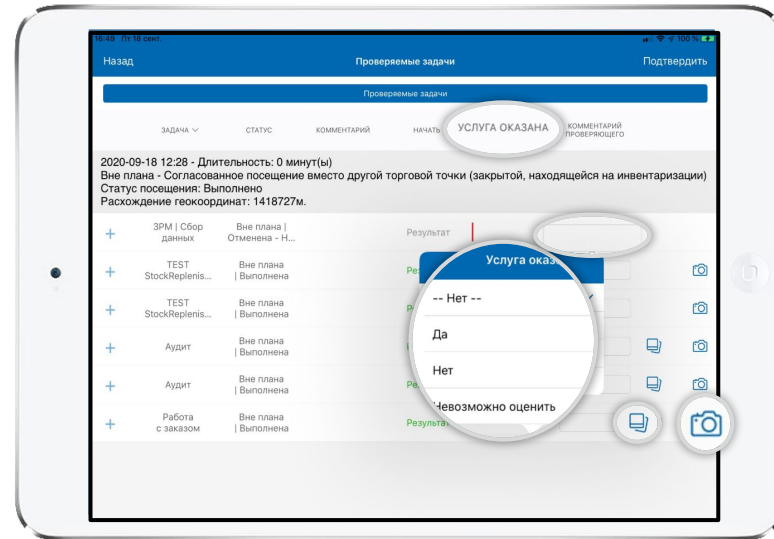 16:49 Пт 18 сент.
100 %
Назад
Проверяемые задачи
Подтвердить
Проверяемые задачи
ЗАДАЧА
СТАТУС
КОММЕНТАРИЙ
НАЧАТЬ
УСЛУГА ОКАЗАНА
КОММЕНТАРИЙ
ПРОВЕРЯЮЩЕГО
2020-09-18 12:28 - Длительность: 0 минут(ы)
Вне плана - Согласованное посещение вместо другой торговой точки (закрытой, находящейся на инвентаризации)
Статус посещения: Выполнено
Расхождение геокоординат: 1418727м.
ЗРМ | Сбор
данных
Вне плана |
Отменена - Н...
Результат
TEST
StockReplenis...
Вне плана
| Выполнена
TEST
StockReplenis...
Вне плана
| Выполнена
Аудит
Вне плана
| Выполнена
Аудит
Вне плана
| Выполнена
Работа
с заказом
Вне плана
| Выполнена
Услуга оказ
-- Нет --
Да
Нет
Невозможно оценить